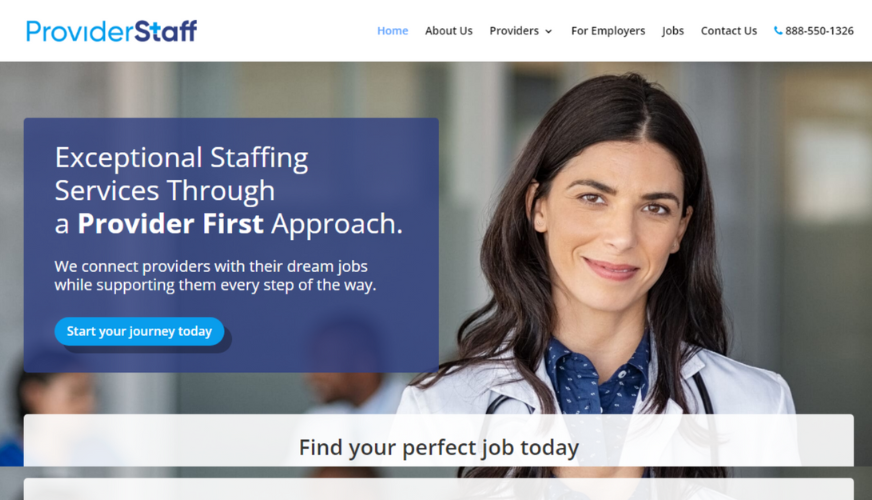 ProviderStaff
Home About Us Providers For Employers Jobs Contact Us 888-550-1326
Exceptional Staffing
Services Through
a Provider First Approach.
We connect providers with their dream jobs
while supporting them every step of the way.
Start your journey today
Find your perfect job today